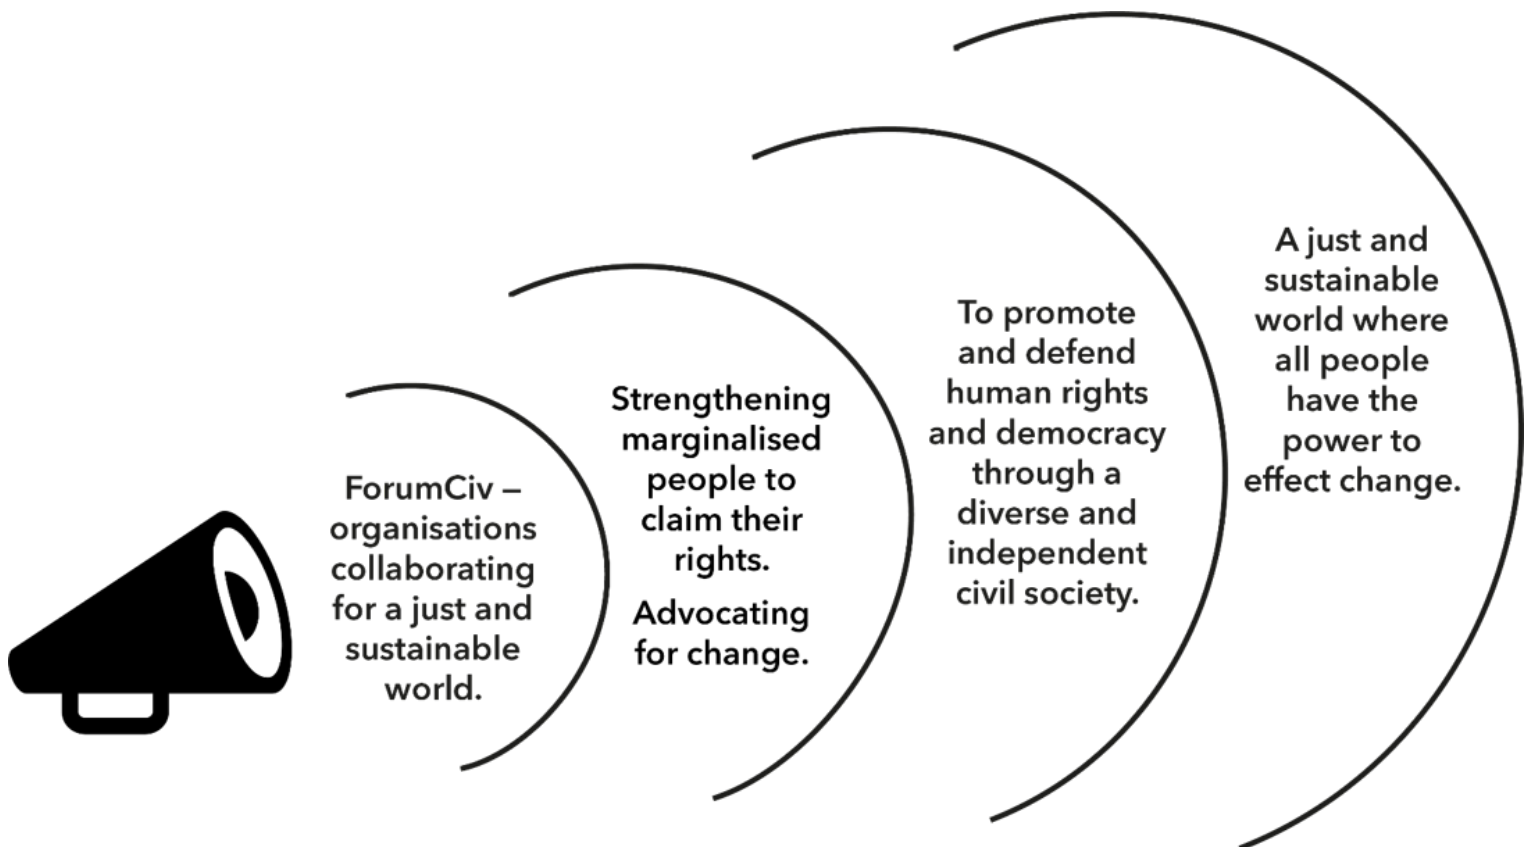 ForumCiv –
organisations
collaborating
for a just and
sustainable
world.
Strengthening
marginalised
people to
claim their
rights.
Advocating
for change.
To promote
and defend
human rights
and democracy
through a
diverse and
independent
civil society.
A just and
sustainable
world where
all people
have the
power to
effect change.